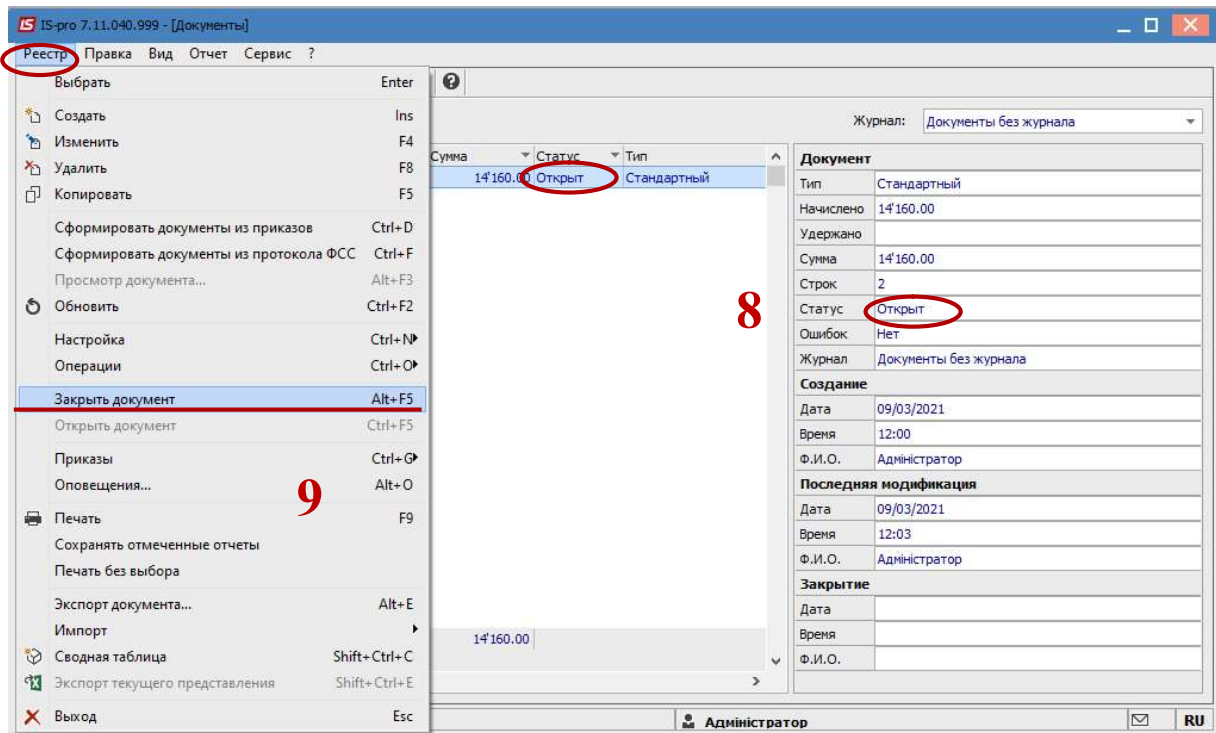 IS-pro 7.11.040.999 - [Документы]
Реестр Правка Вид Отчет Сервис ?
Выбрать Enter
Создать Ins
Изменить F4
Удалить F8
Копировать F5
Сформировать документы из приказов Ctrl+D
Сформировать документы из протокола ФСС Ctrl+F
Просмотр документа... Alt+F3
Обновить Ctrl+F2
Настройка Ctrl+N
Операции Ctrl+O
Закрыть документ Alt+F5
Открыть документ Ctrl+F5
Приказы Ctrl+G
Оповещения... Alt+O
9
Печать F9
Сохранять отмеченные отчеты
Печать без выбора
Экспорт документа... Alt+E
Импорт
Сводная таблица Shift+Ctrl+C
Экспорт текущего представления Shift+Ctrl+E
Выход Esc
Журнал: Документы без журнала
Сумма Статус Тип
14'160.00 Открыт Стандартный
8
14'160.00
Документ
Тип Стандартный
Начислено 14'160.00
Удержано
Сумма 14'160.00
Строк 2
Статус Открыт
Ошибок Нет
Журнал Документы без журнала
Создание
Дата 09/03/2021
Время 12:00
Ф.И.О. Адміністратор
Последняя модификация
Дата 09/03/2021
Время 12:03
Ф.И.О. Адміністратор
Закрытие
Дата
Время
Ф.И.О.
Адміністратор RU